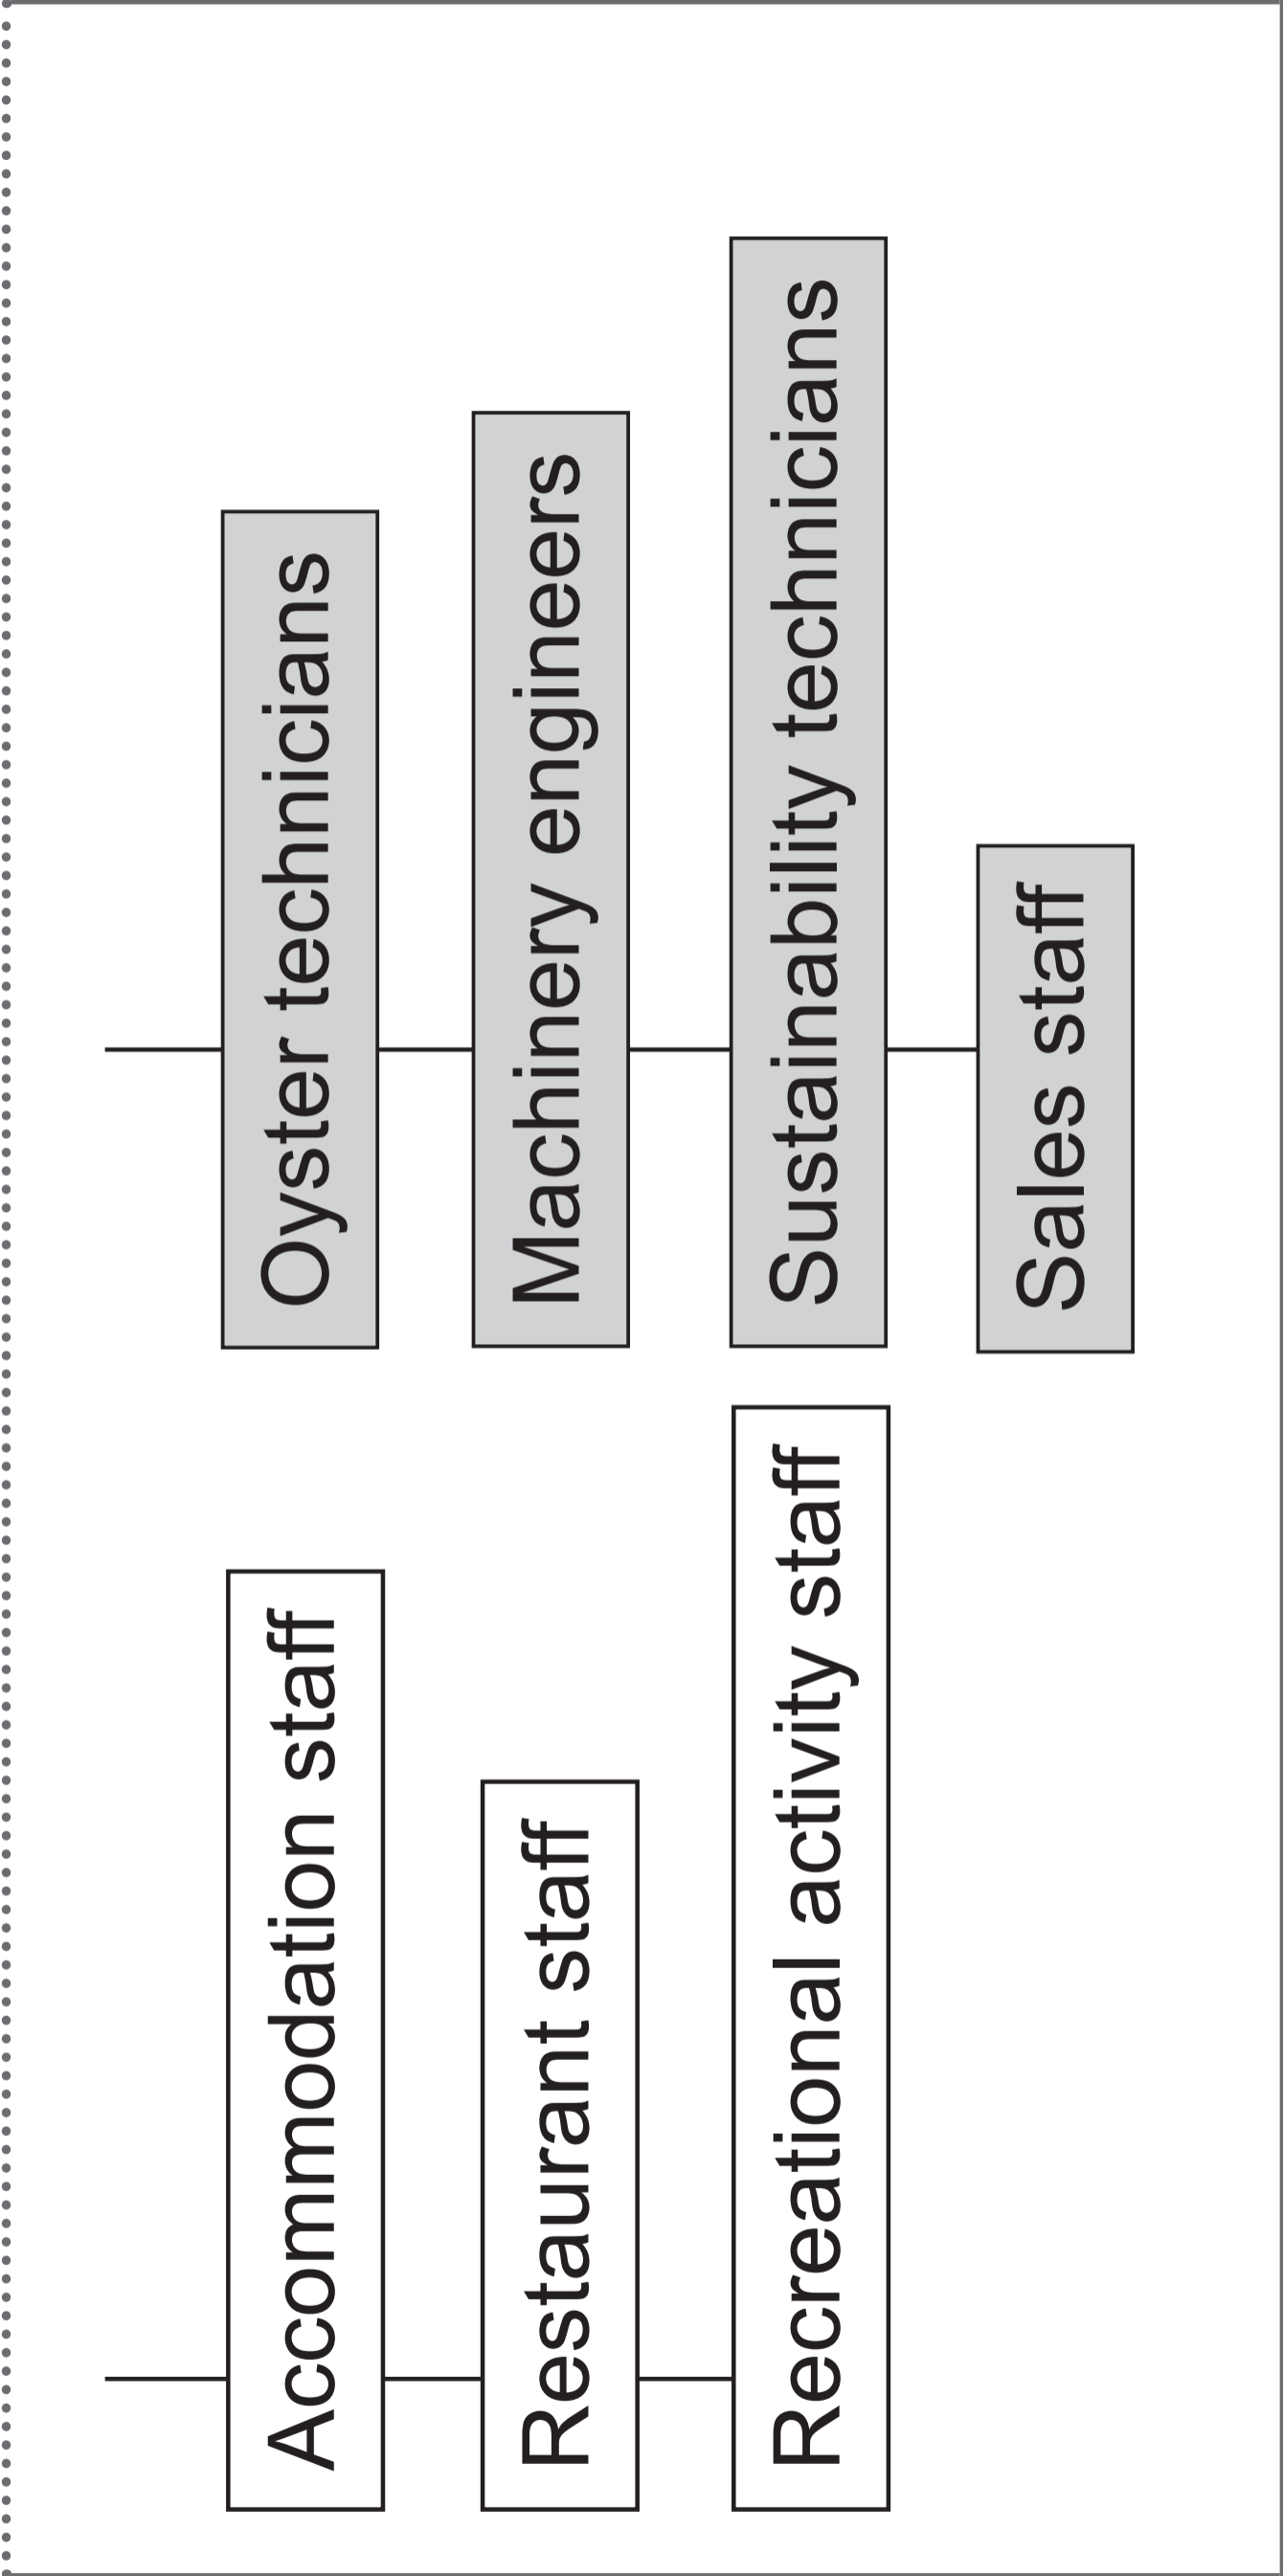 Accommodation staff
Restaurant staff
Recreational activity staff
Oyster technicians
Machinery engineers
Sustainability technicians
Sales staff